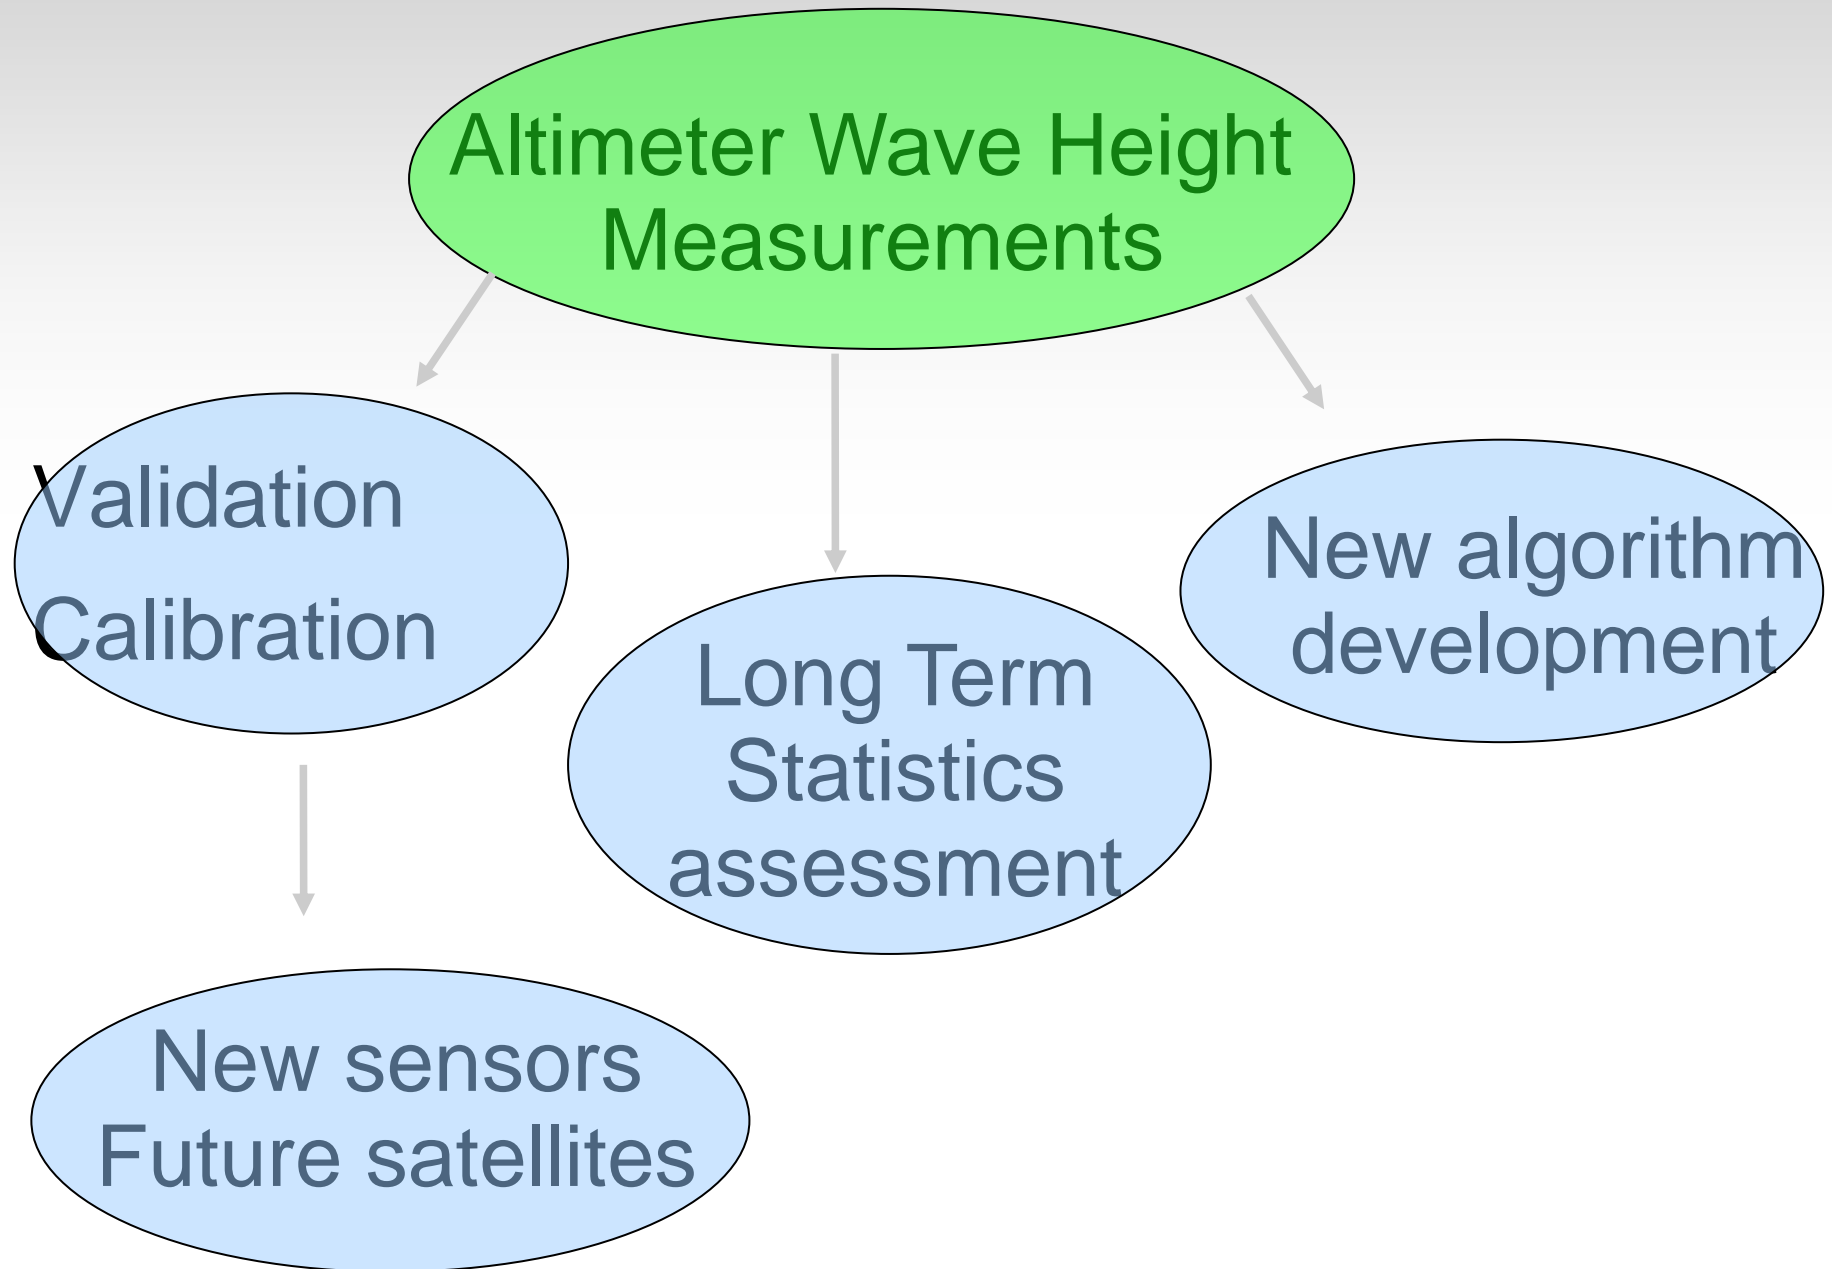 Altimeter Wave Height
Measurements
Validation
Calibration
New algorithm
development
Long Term
Statistics
assessment
New sensors
Future satellites